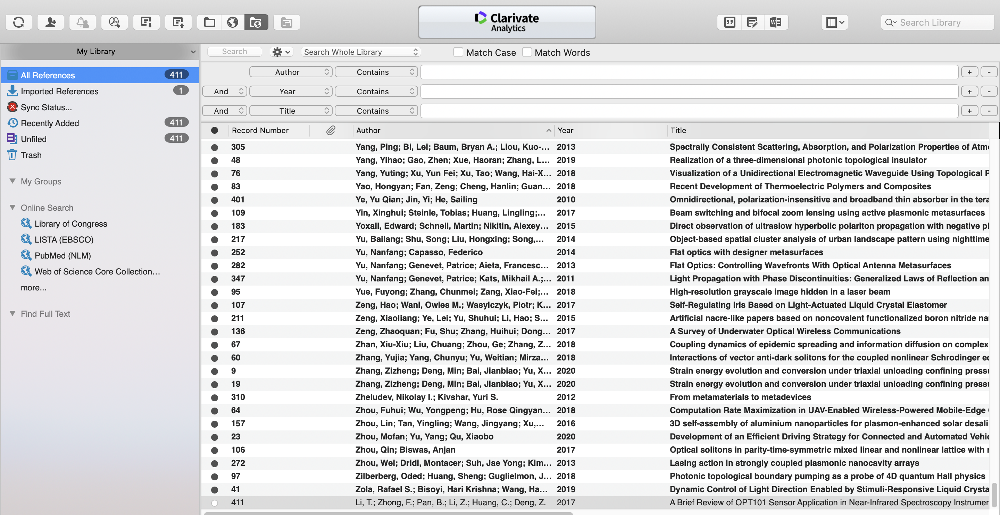 Clarivate
Analytics
Search Library
My Library
Search
Search Whole Library
Match Case
Match Words
All References 411
Imported References 1
Sync Status...
Recently Added 411
Unfiled 411
Trash
My Groups
Online Search
Library of Congress
LISTA (EBSCO)
PubMed (NLM)
Web of Science Core Collection...
more...
Find Full Text
Author Contains + -
And Year Contains + -
And Title Contains + -
Record Number Author Year Title
305 Yang, Ping; Bi, Lei; Baum, Bryan A.; Liou, Kuo-... 2013 Spectrally Consistent Scattering, Absorption, and Polarization Properties of Atm
48 Yang, Yihao; Gao, Zhen; Xue, Haoran; Zhang, L... 2019 Realization of a three-dimensional photonic topological insulator
76 Yang, Yuting; Xu, Yun Fei; Xu, Tao; Wang, Hai-X... 2018 Visualization of a Unidirectional Electromagnetic Waveguide Using Topological P
83 Yao, Hongyan; Fan, Zeng; Cheng, Hanlin; Guan... 2018 Recent Development of Thermoelectric Polymers and Composites
401 Ye, Yu Qian; Jin, Yi; He, Sailing 2010 Omnidirectional, polarization-insensitive and broadband thin absorber in the tera
109 Yin, Xinghui; Steinle, Tobias; Huang, Lingling;... 2017 Beam switching and bifocal zoom lensing using active plasmonic metasurfaces
183 Yoxall, Edward; Schnell, Martin; Nikitin, Alexey... 2015 Direct observation of ultraslow hyperbolic polariton propagation with negative pl
217 Yu, Bailang; Shu, Song; Liu, Hongxing; Song,... 2014 Object-based spatial cluster analysis of urban landscape pattern using nighttime
252 Yu, Nanfang; Capasso, Federico 2014 Flat optics with designer metasurfaces
282 Yu, Nanfang; Genevet, Patrice; Aieta, Francesc... 2013 Flat Optics: Controlling Wavefronts With Optical Antenna Metasurfaces
347 Yu, Nanfang; Genevet, Patrice; Kats, Mikhail A.;... 2011 Light Propagation with Phase Discontinuities: Generalized Laws of Reflection an
95 Yue, Fuyong; Zhang, Chunmei; Zang, Xiao-Fei;... 2018 High-resolution grayscale image hidden in a laser beam
107 Zeng, Hao; Wani, Owies M.; Wasylczyk, Piotr; K... 2017 Self-Regulating Iris Based on Light-Actuated Liquid Crystal Elastomer
211 Zeng, Xiaoliang; Ye, Lei; Yu, Shuhui; Li, Hao; S... 2015 Artificial nacre-like papers based on noncovalent functionalized boron nitride na
136 Zeng, Zhaoquan; Fu, Shu; Zhang, Huihui; Dong... 2017 A Survey of Underwater Optical Wireless Communications
67 Zhan, Xiu-Xiu; Liu, Chuang; Zhou, Ge; Zhang, Z... 2018 Coupling dynamics of epidemic spreading and information diffusion on complex
60 Zhang, Yujia; Yang, Chunyu; Yu, Weitian; Mirza... 2018 Interactions of vector anti-dark solitons for the coupled nonlinear Schrodinger e
9 Zhang, Zizheng; Deng, Min; Bai, Jianbiao; Yu, X... 2020 Strain energy evolution and conversion under triaxial unloading confining press
19 Zhang, Zizheng; Deng, Min; Bai, Jianbiao; Yu, X... 2020 Strain energy evolution and conversion under triaxial unloading confining press
310 Zheludev, Nikolay I.; Kivshar, Yuri S. 2012 From metamaterials to metadevices
64 Zhou, Fuhui; Wu, Yongpeng; Hu, Rose Qingyan... 2018 Computation Rate Maximization in UAV-Enabled Wireless-Powered Mobile-Edge
157 Zhou, Lin; Tan, Yingling; Wang, Jingyang; Xu,... 2016 3D self-assembly of aluminium nanoparticles for plasmon-enhanced solar desali
23 Zhou, Mofan; Yu, Yang; Qu, Xiaobo 2020 Development of an Efficient Driving Strategy for Connected and Automated Vehi
106 Zhou, Qin; Biswas, Anjan 2017 Optical solitons in parity-time-symmetric mixed linear and nonlinear lattice with
272 Zhou, Wei; Dridi, Montacer; Suh, Jae Yong; Kim... 2013 Lasing action in strongly coupled plasmonic nanocavity arrays
97 Zilberberg, Oded; Huang, Sheng; Guglielmon, J... 2018 Photonic topological boundary pumping as a probe of 4D quantum Hall physics
41 Zola, Rafael S.; Bisoyi, Hari Krishna; Wang, Ha... 2019 Dynamic Control of Light Direction Enabled by Stimuli-Responsive Liquid Crysta
411 Li, T.; Zhong, F.; Pan, B.; Li, Z.; Huang, C.; Deng, Z. 2017 A Brief Review of OPT101 Sensor Application in Near-Infrared Spectroscopy Instrumer